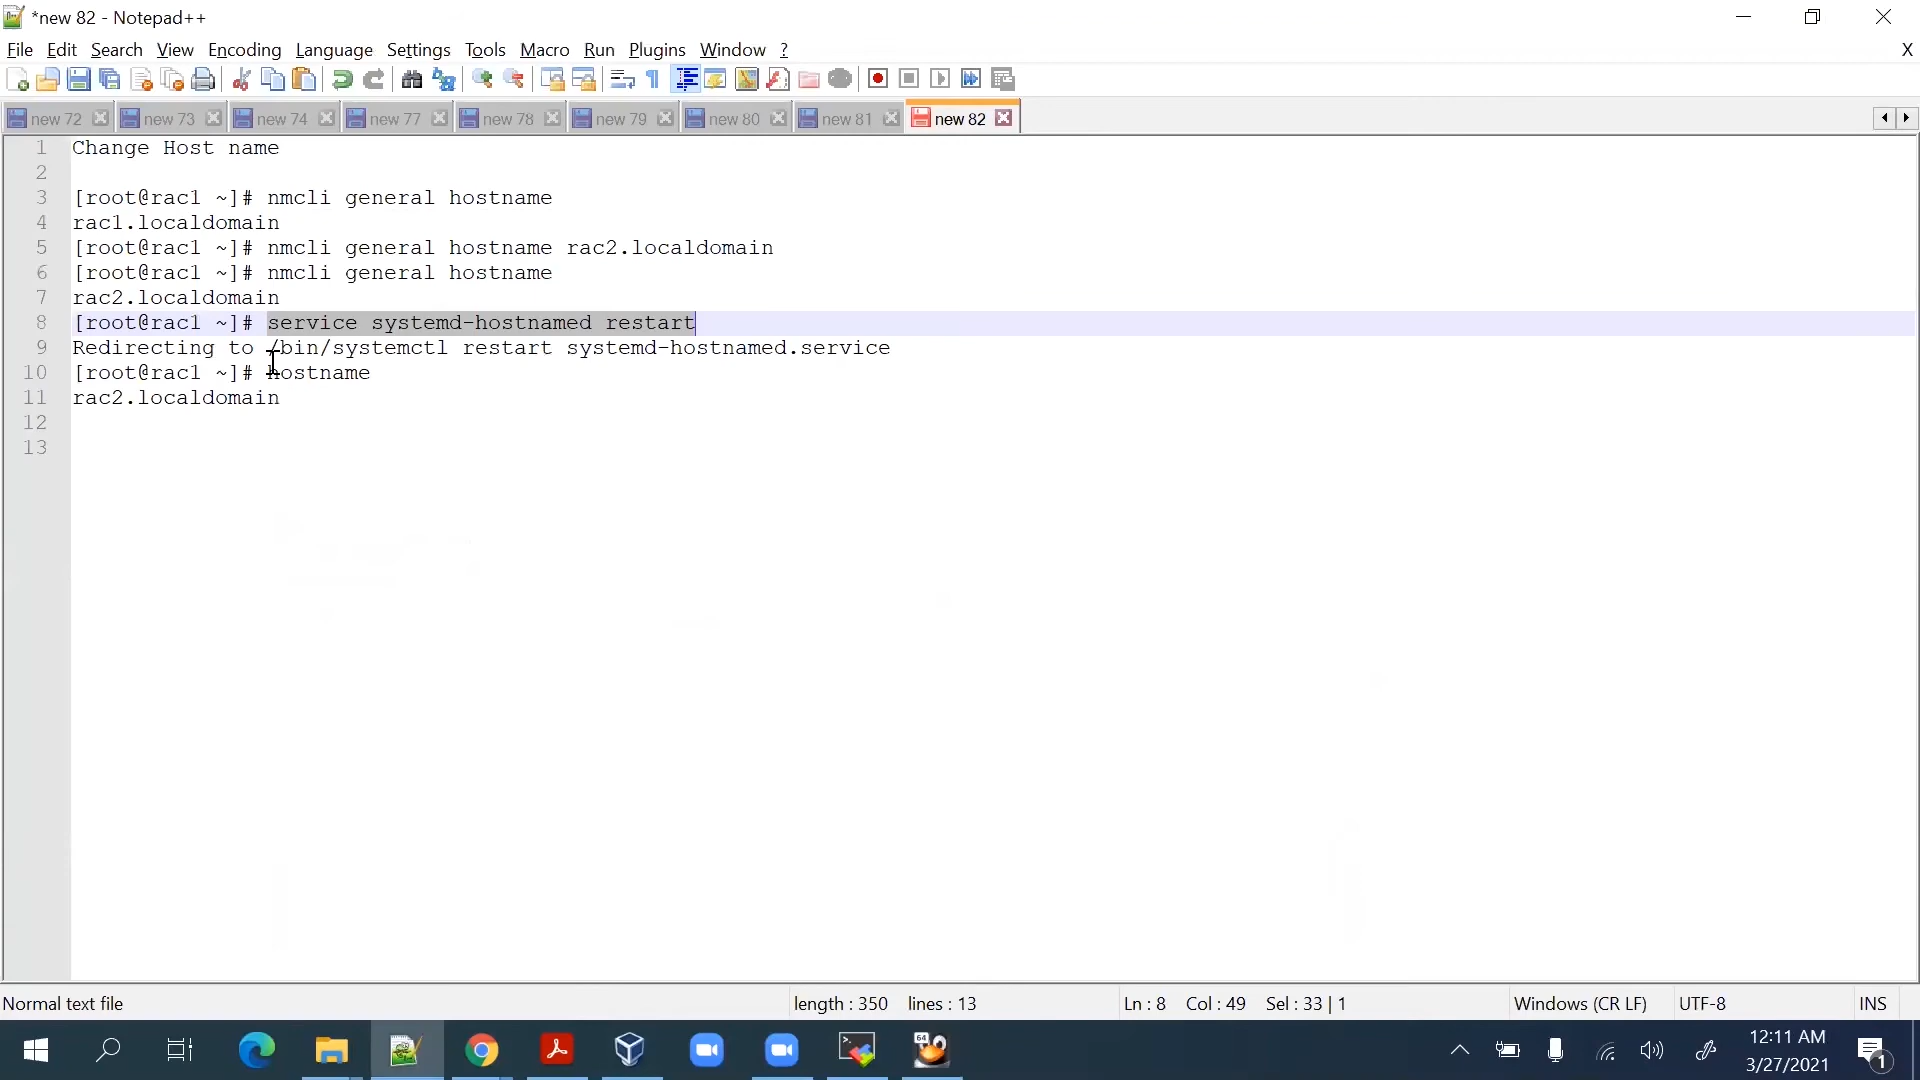 *new 82 - Notepad++
File Edit Search View Encoding Language Settings Tools Macro Run Plugins Window ?
X
new 72 new 73 new 74 new 77 new 78 new 79 new 80 new 81 new 82
1 Change Host name
2
3 [root@rac1 ~]# nmcli general hostname
4 rac1.localdomain
5 [root@rac1 ~]# nmcli general hostname rac2.localdomain
6 [root@rac1 ~]# nmcli general hostname
7 rac2.localdomain
8 [root@rac1 ~]# service systemd-hostnamed restart
9 Redirecting to /bin/systemctl restart systemd-hostnamed.service
10 [root@rac1 ~]# hostname
11 rac2.localdomain
12
13
Normal text file length : 350 lines : 13 Ln : 8 Col : 49 Sel : 33 | 1 Windows (CR LF) UTF-8 INS
64
12:11 AM
3/27/2021
1